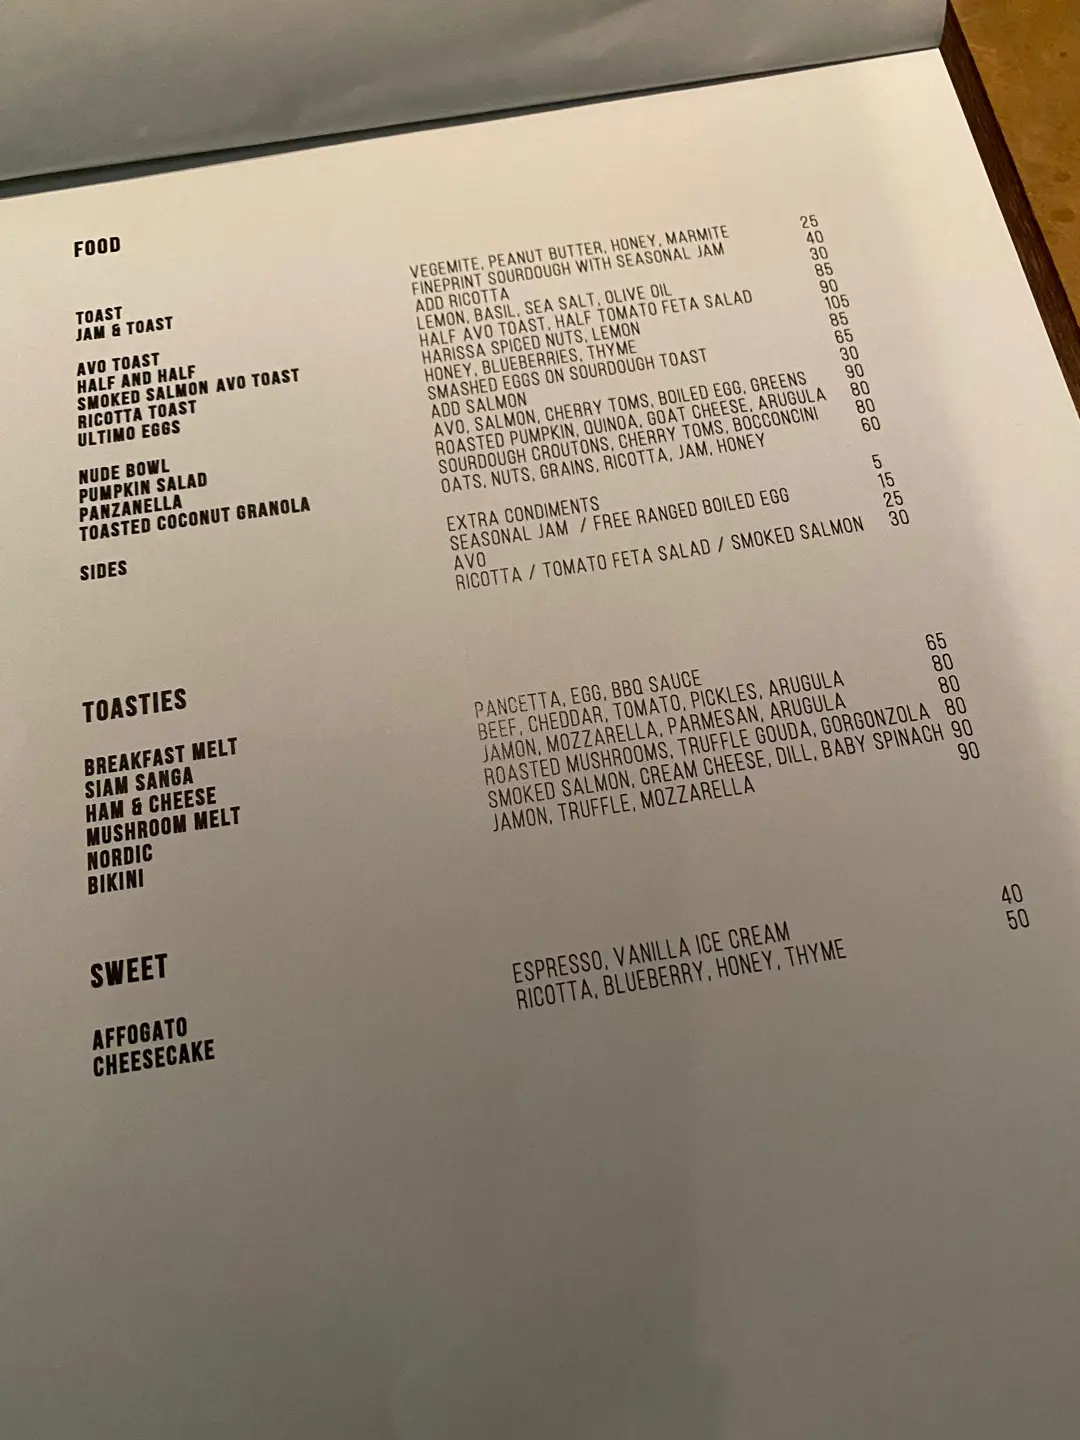 FOOD
TOAST VEGEMITE, PEANUT BUTTER, HONEY, MARMITE 25
JAM & TOAST FINEPRINT SOURDOUGH WITH SEASONAL JAM 40
ADD RICOTTA 30
AVO TOAST LEMON, BASIL, SEA SALT, OLIVE OIL 85
HALF AND HALF HALF AVO TOAST, HALF TOMATO FETA SALAD 90
SMOKED SALMON AVO TOAST HARISSA SPICED NUTS, LEMON 105
RICOTTA TOAST HONEY, BLUEBERRIES, THYME 85
ULTIMO EGGS SMASHED EGGS ON SOURDOUGH TOAST 65
ADD SALMON 30
NUDE BOWL AVO, SALMON, CHERRY TOMS, BOILED EGG, GREENS 90
PUMPKIN SALAD ROASTED PUMPKIN, QUINOA, GOAT CHEESE, ARUGULA 80
PANZANELLA SOURDOUGH CROUTONS, CHERRY TOMS, BOCCONCINI 80
TOASTED COCONUT GRANOLA OATS, NUTS, GRAINS, RICOTTA, JAM, HONEY 60
SIDES EXTRA CONDIMENTS 5
SEASONAL JAM / FREE RANGED BOILED EGG 15
AVO 25
RICOTTA / TOMATO FETA SALAD / SMOKED SALMON 30
TOASTIES
BREAKFAST MELT PANCETTA, EGG, BBQ SAUCE 65
SIAM SANGA BEEF, CHEDDAR, TOMATO, PICKLES, ARUGULA 80
HAM & CHEESE JAMON, MOZZARELLA, PARMESAN, ARUGULA 80
MUSHROOM MELT ROASTED MUSHROOMS, TRUFFLE GOUDA, GORGONZOLA 80
NORDIC SMOKED SALMON, CREAM CHEESE, DILL, BABY SPINACH 90
BIKINI JAMON, TRUFFLE, MOZZARELLA 90
SWEET
AFFOGATO ESPRESSO, VANILLA ICE CREAM 40
CHEESECAKE RICOTTA, BLUEBERRY, HONEY, THYME 50